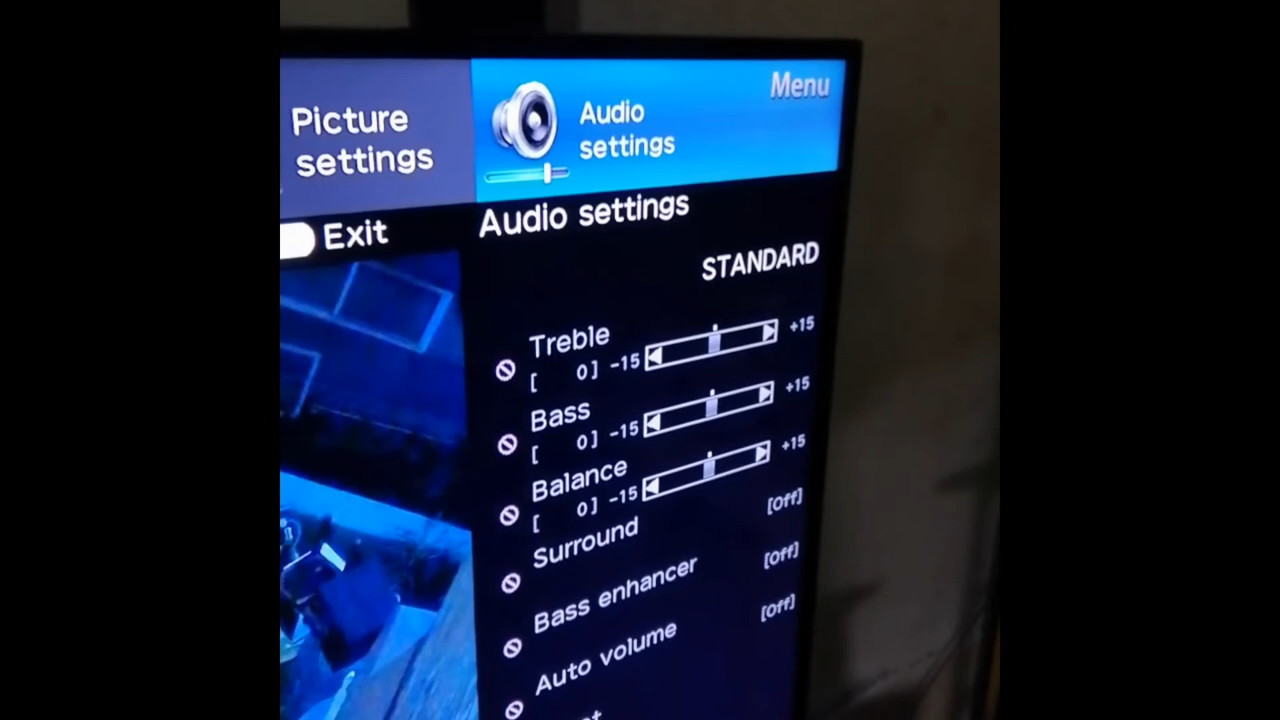 Picture
settings
Audio
settings
Menu
Exit
Audio settings
STANDARD
Treble
[ 0] -15 +15
Bass
[ 0] -15 +15
Balance
[ 0] -15 +15
Surround [Off]
Bass enhancer [Off]
Auto volume [Off]